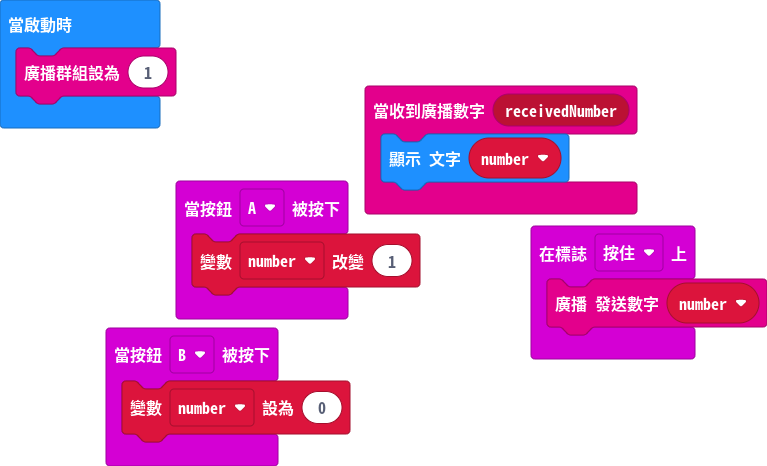 當啟動時
廣播群組設為 1
當收到廣播數字 receivedNumber
顯示 文字 number
當按鈕 A 被按下
變數 number 改變 1
在標誌 按住 上
廣播 發送數字 number
當按鈕 B 被按下
變數 number 設為 0